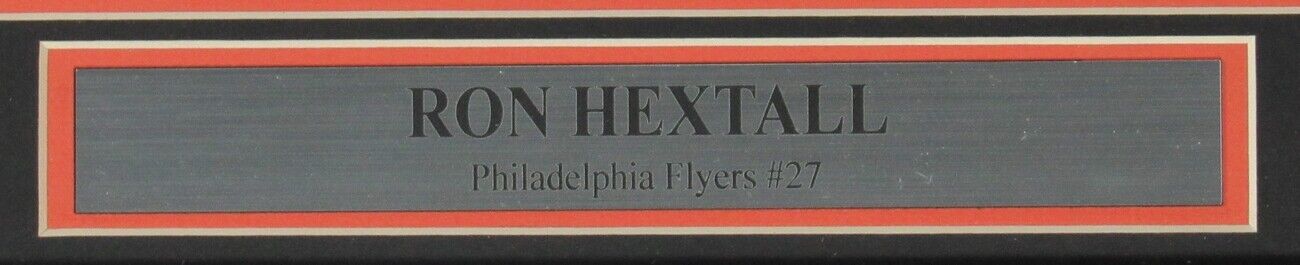 RON HEXTALL
Philadelphia Flyers #27